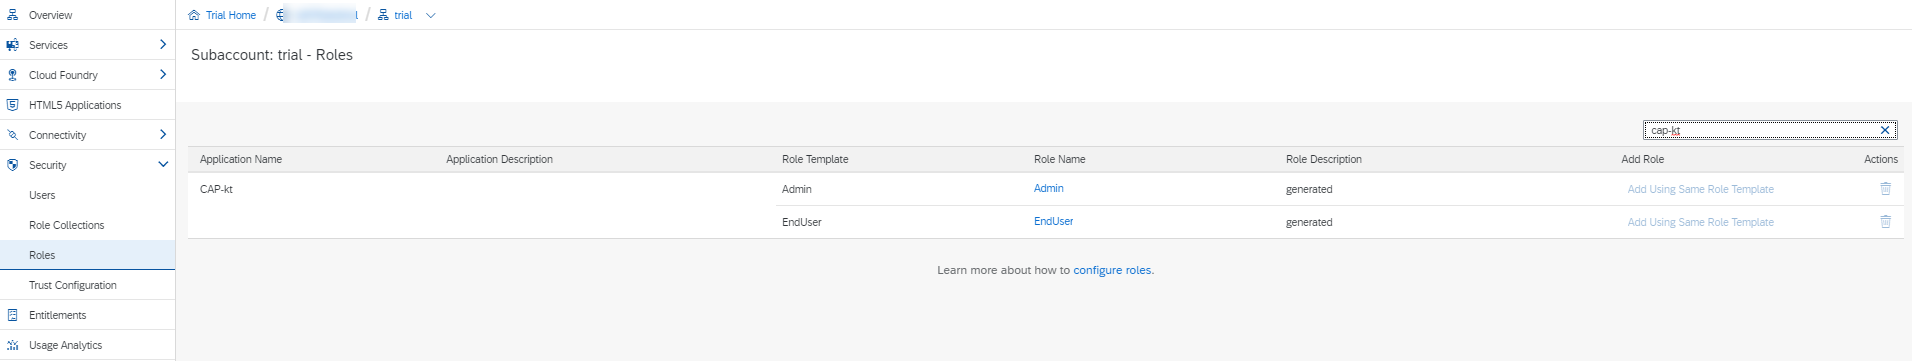 Overview
Services
Cloud Foundry
HTML5 Applications
Connectivity
Security
Users
Role Collections
Roles
Trust Configuration
Entitlements
Usage Analytics
Trial Home / / trial
Subaccount: trial - Roles
cap-kt
Application Name Application Description Role Template Role Name Role Description Add Role Actions
CAP-kt Admin Admin generated Add Using Same Role Template
EndUser EndUser generated Add Using Same Role Template
Learn more about how to configure roles.